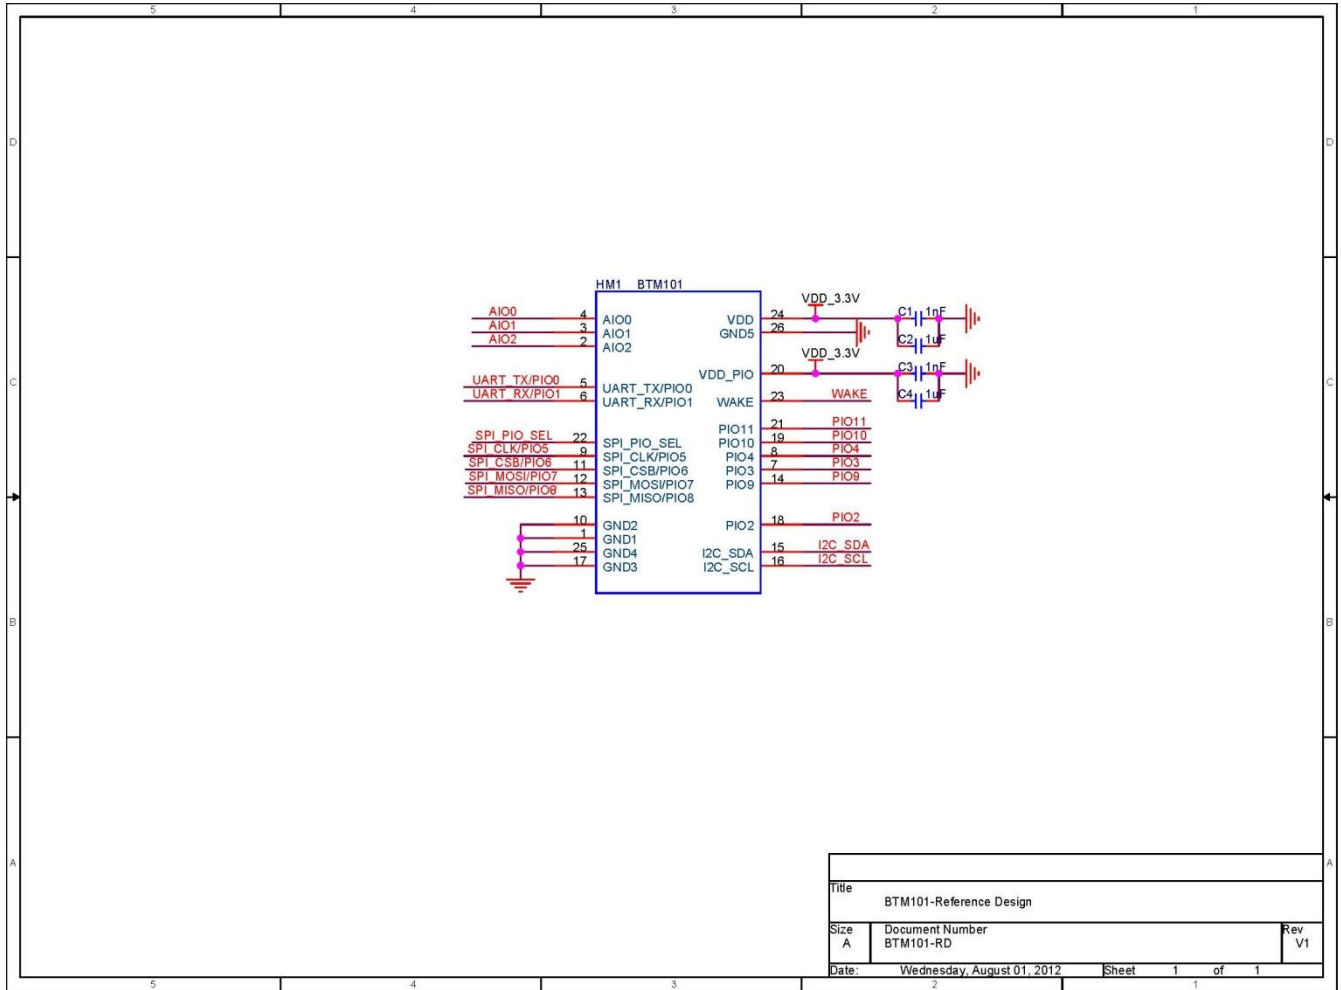 5 4 3 2 1
D D
C C
B B
A A
HM1 BTM101
AIO0 4 AIO0
AIO1 3 AIO1
AIO2 2 AIO2
UART_TX/PIO0 5 UART_TX/PIO0
UART_RX/PIO1 6 UART_RX/PIO1
SPI_PIO_SEL 22 SPI_PIO_SEL
SPI_CLK/PIO5 9 SPI_CLK/PIO5
SPI_CSB/PIO6 11 SPI_CSB/PIO6
SPI_MOSI/PIO7 12 SPI_MOSI/PIO7
SPI_MISO/PIO8 13 SPI_MISO/PIO8
10 GND2
1 GND1
25 GND4
17 GND3
VDD_3.3V
VDD 24 C1 1nF
GND5 26 C2 1uF
VDD_3.3V
VDD_PIO 20 C3 1nF
WAKE 23 WAKE C4 1uF
PIO11 21 PIO11
PIO10 19 PIO10
PIO4 8 PIO4
PIO3 7 PIO3
PIO9 14 PIO9
PIO2 18 PIO2
I2C_SDA 15 I2C_SDA
I2C_SCL 16 I2C_SCL
Title
BTM101-Reference Design
Size Document Number Rev
A BTM101-RD V1
Date: Wednesday, August 01, 2012 Sheet 1 of 1
5 4 3 2 1